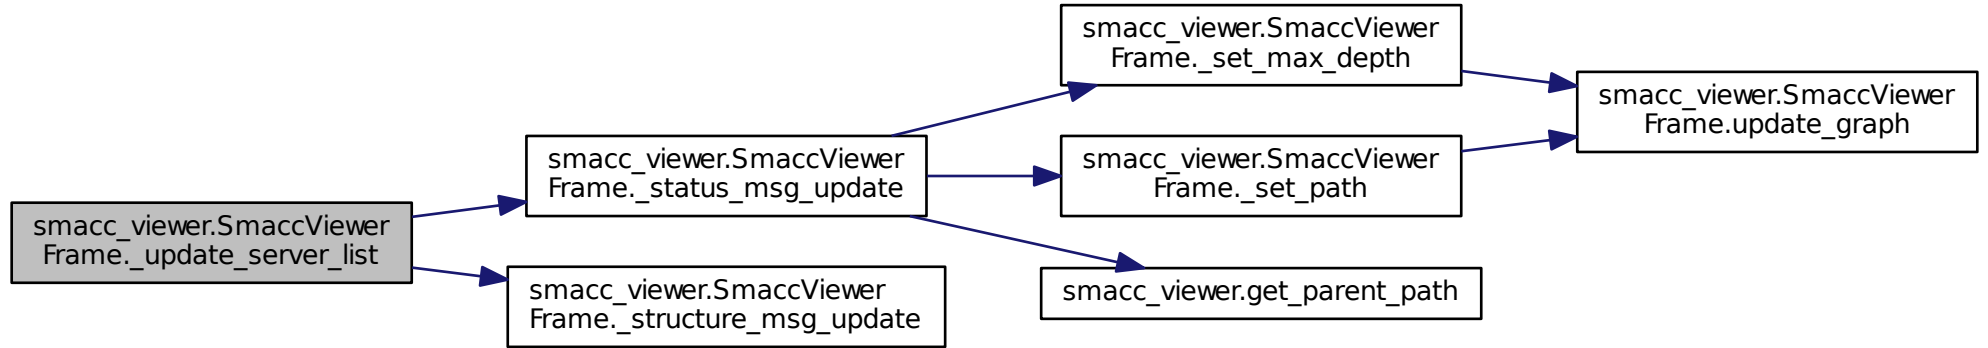 smacc_viewer.SmaccViewer
Frame._update_server_list
smacc_viewer.SmaccViewer
Frame._status_msg_update
smacc_viewer.SmaccViewer
Frame._structure_msg_update
smacc_viewer.SmaccViewer
Frame._set_max_depth
smacc_viewer.SmaccViewer
Frame._set_path
smacc_viewer.get_parent_path
smacc_viewer.SmaccViewer
Frame.update_graph